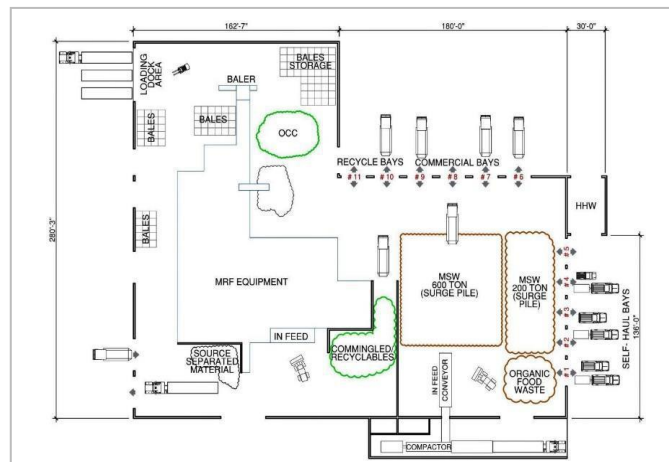 162'-7"
180'-0"
30'-0"
280'-3"
LOADING
DOCK
AREA
BALER
BALES
STORAGE
BALES
BALES
OCC
RECYCLE BAYS
COMMERCIAL BAYS
#11
#10
#9
#8
#7
#6
HHW
BALES
MRF EQUIPMENT
MSW
600 TON
(SURGE PILE)
MSW
200 TON
(SURGE PILE)
#5
#4
#3
#2
#1
SELF- HAUL BAYS
136'-0"
IN FEED
COMMINGLED
RECYCLABLES
SOURCE
SEPARATED
MATERIAL
IN FEED
CONVEYOR
ORGANIC
FOOD
WASTE
COMPACTOR